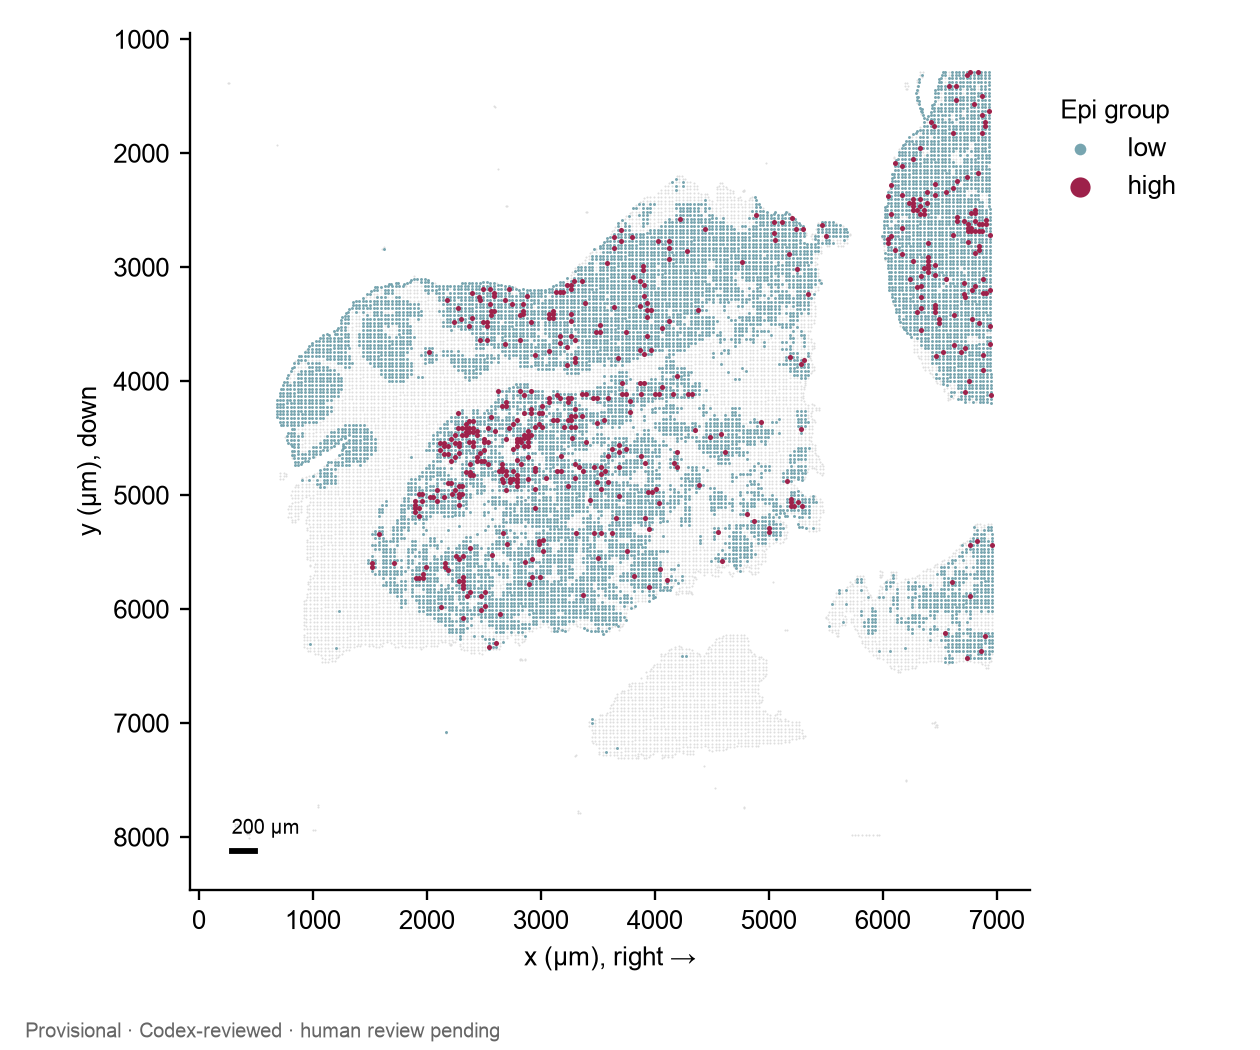 1000
2000
3000
4000
5000
6000
7000
8000
y (µm), down
0 1000 2000 3000 4000 5000 6000 7000
x (µm), right →
200 µm
Epi group
low
high
Provisional · Codex-reviewed · human review pending